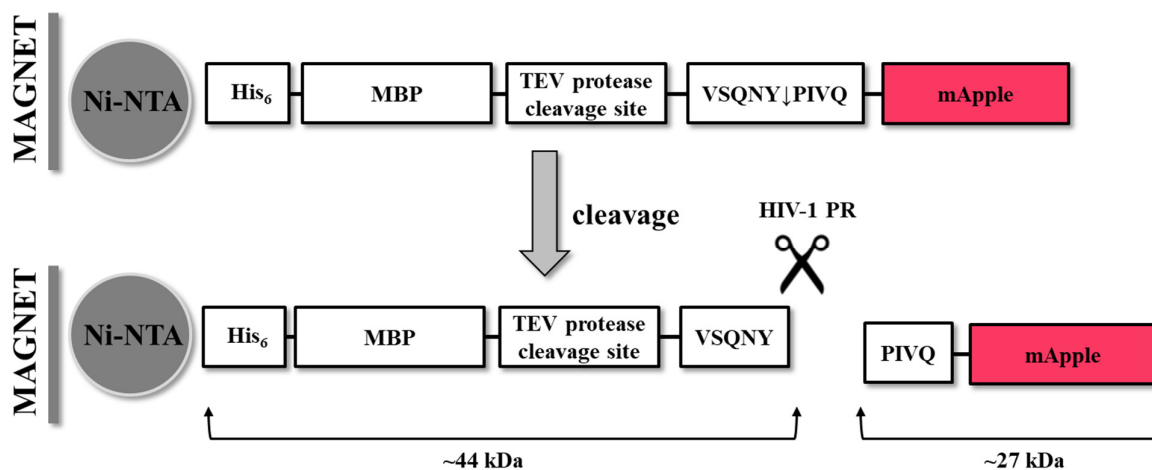 MAGNET
Ni-NTA
His₆
MBP
TEV protease
cleavage site
VSQNY↓PIVQ
mApple
cleavage
HIV-1 PR
MAGNET
Ni-NTA
His₆
MBP
TEV protease
cleavage site
VSQNY
PIVQ
mApple
~44 kDa
~27 kDa